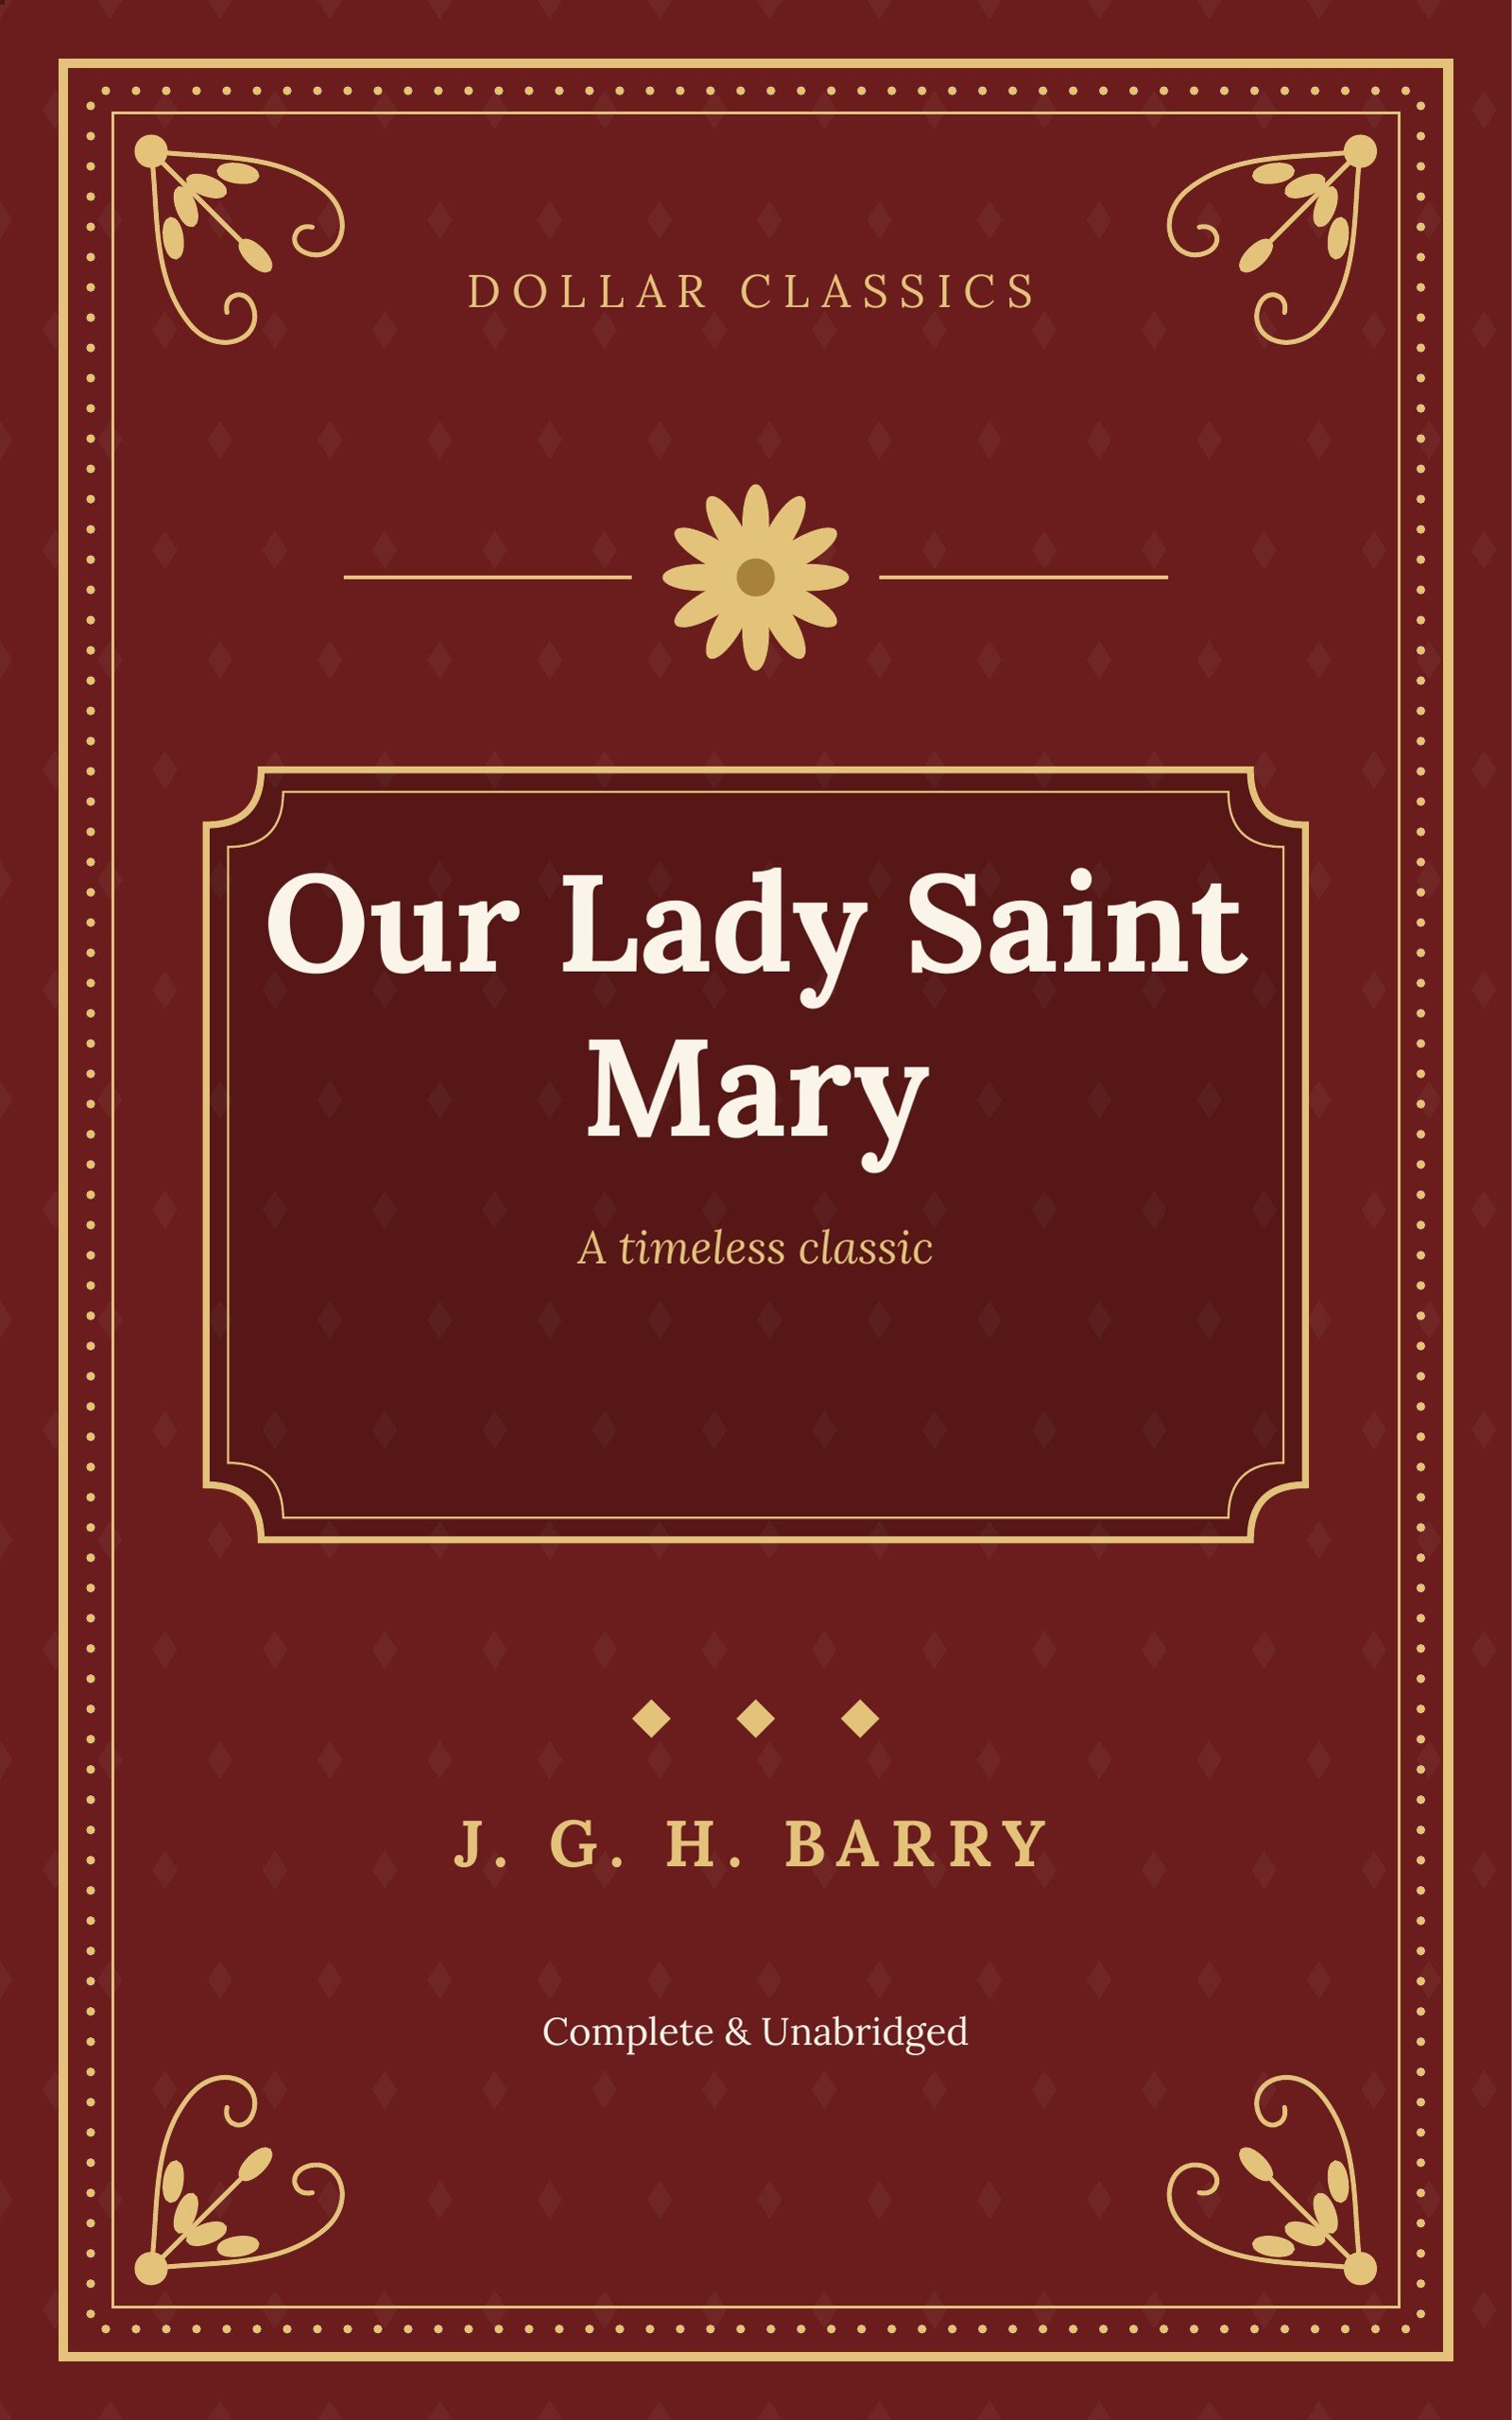 DOLLAR CLASSICS
Our Lady Saint
Mary
A timeless classic
J. G. H. BARRY
Complete & Unabridged